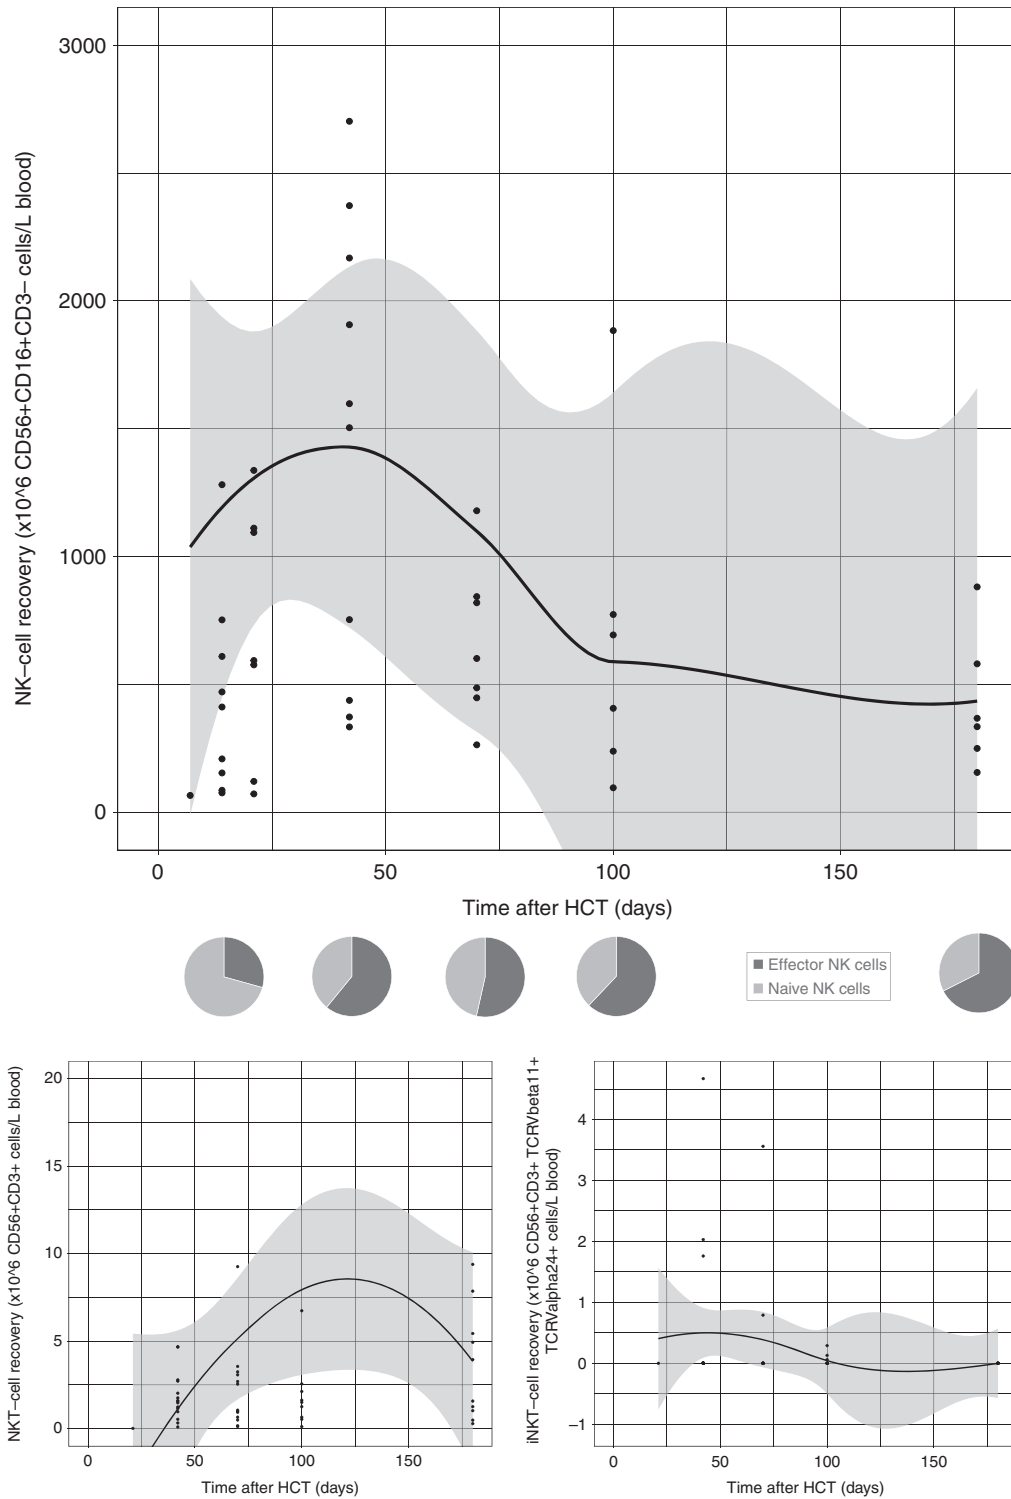 NK–cell recovery (x10^6 CD56+CD16+CD3– cells/L blood)
3000
2000
1000
0
0 50 100 150
Time after HCT (days)
Effector NK cells
Naive NK cells
NKT–cell recovery (x10^6 CD56+CD3+ cells/L blood)
20
15
10
5
0
0 50 100 150
Time after HCT (days)
iNKT–cell recovery (x10^6 CD56+CD3+ TCRVbeta11+
TCRValpha24+ cells/L blood)
4
3
2
1
0
–1
0 50 100 150
Time after HCT (days)